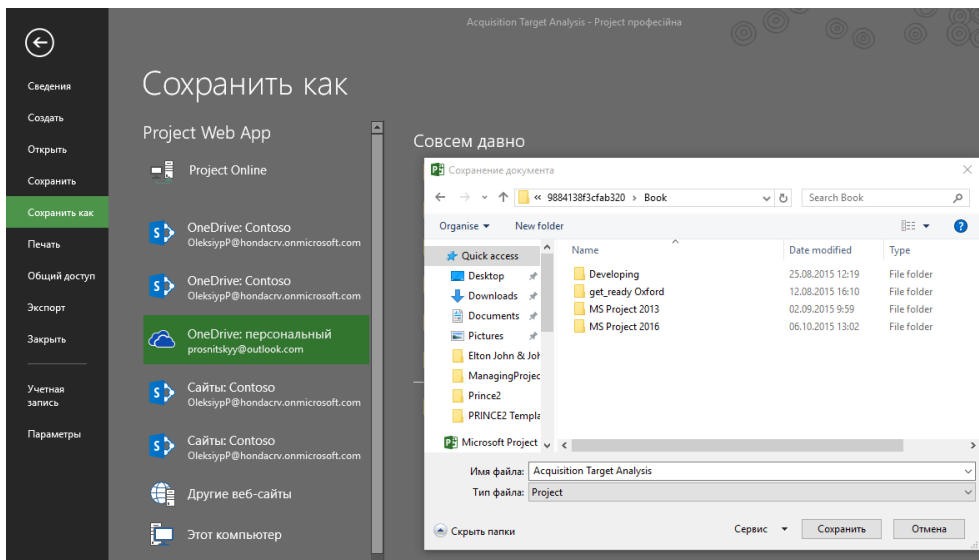 Acquisition Target Analysis - Project професійна
Сведения
Создать
Открыть
Сохранить
Сохранить как
Печать
Общий доступ
Экспорт
Закрыть
Учетная
запись
Параметры
Сохранить как
Project Web App
Project Online
OneDrive: Contoso
OleksiypP@hondacrv.onmicrosoft.com
OneDrive: Contoso
OleksiypP@hondacrv.onmicrosoft.com
OneDrive: персональный
prosnitskyy@outlook.com
Сайты: Contoso
OleksiypP@hondacrv.onmicrosoft.com
Сайты: Contoso
OleksiypP@hondacrv.onmicrosoft.com
Другие веб-сайты
Этот компьютер
Совсем давно
Сохранение документа
« 9884138f3cfab320 > Book
Search Book
Organise
New folder
Name Date modified Type
Quick access
Desktop
Downloads
Documents
Pictures
Elton John & Joh
ManagingProjec
Prince2
PRINCE2 Templa
Microsoft Project
Developing 25.08.2015 12:19 File folder
get_ready Oxford 12.08.2015 16:10 File folder
MS Project 2013 02.09.2015 9:59 File folder
MS Project 2016 06.10.2015 13:02 File folder
Имя файла: Acquisition Target Analysis
Тип файла: Project
Скрыть папки
Сервис
Сохранить
Отмена